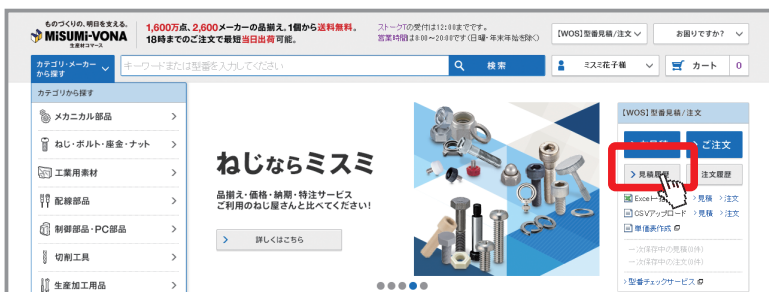 ものづくりの、明日を支える。
MiSUMi-VONA
生産材コマース
1,600万点、2,600メーカーの品揃え。1個から送料無料。
18時までのご注文で最短当日出荷可能。
ストークTの受付は12:00までです。
営業時間は8:00～20:00です(日曜・年末年始を除く)
【WOS】型番見積/注文
お困りですか?
カテゴリ・メーカーから探す
キーワードまたは型番を入力してください
検索
ミスミ花子様
カート 0
カテゴリから探す
メカニカル部品
ねじ・ボルト・座金・ナット
工業用素材
配線部品
制御部品・PC部品
切削工具
生産加工用品
ねじならミスミ
品揃え・価格・納期・特注サービス
ご利用のねじ屋さんと比べてください!
詳しくはこちら
【WOS】型番見積/注文
ご注文
見積履歴
注文履歴
Excel一
見積 注文
CSVアップロード 見積 注文
単価表作成
一次保存中の見積(0件)
一次保存中の注文(0件)
型番チェックサービス